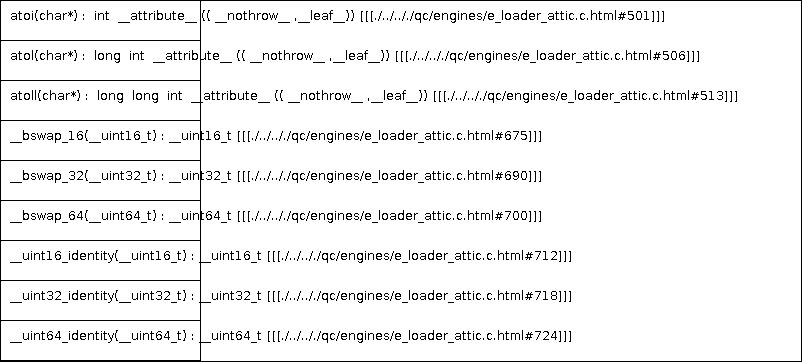 atoi(char*) : int __attribute__ (( __nothrow__ ,__leaf__)) [[[./../.././qc/engines/e_loader_attic.c.html#501]]]
atol(char*) : long int __attribute__ (( __nothrow__ ,__leaf__)) [[[./../.././qc/engines/e_loader_attic.c.html#506]]]
atoll(char*) : long long int __attribute__ (( __nothrow__ ,__leaf__)) [[[./../.././qc/engines/e_loader_attic.c.html#513]]]
__bswap_16(__uint16_t) : __uint16_t [[[./../.././qc/engines/e_loader_attic.c.html#675]]]
__bswap_32(__uint32_t) : __uint32_t [[[./../.././qc/engines/e_loader_attic.c.html#690]]]
__bswap_64(__uint64_t) : __uint64_t [[[./../.././qc/engines/e_loader_attic.c.html#700]]]
__uint16_identity(__uint16_t) : __uint16_t [[[./../.././qc/engines/e_loader_attic.c.html#712]]]
__uint32_identity(__uint32_t) : __uint32_t [[[./../.././qc/engines/e_loader_attic.c.html#718]]]
__uint64_identity(__uint64_t) : __uint64_t [[[./../.././qc/engines/e_loader_attic.c.html#724]]]